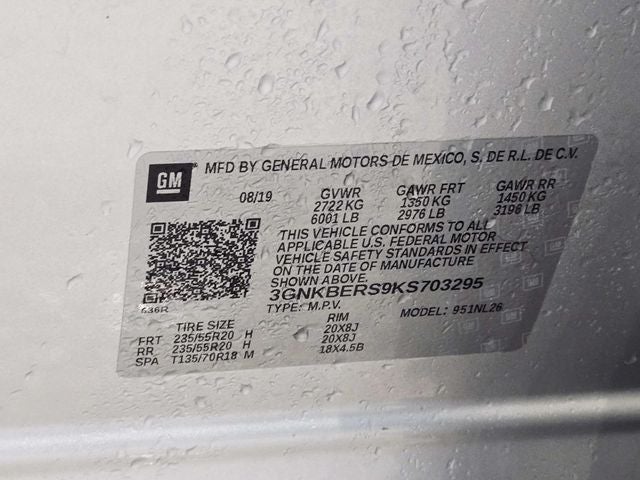 GM MFD BY GENERAL MOTORS DE MEXICO, S. DE R.L. DE C.V.
08/19 GVWR GAWR FRT GAWR RR
2722 KG 1350 KG 1450 KG
6001 LB 2976 LB 3196 LB
THIS VEHICLE CONFORMS TO ALL
APPLICABLE U.S. FEDERAL MOTOR
VEHICLE SAFETY STANDARDS IN EFFECT
ON THE DATE OF MANUFACTURE
SHOWN ABOVE.
3GNKBERS9KS703295
636R TYPE: M.P.V. MODEL: 951NL26
TIRE SIZE RIM
FRT 235/55R20 H 20X8J
RR 235/55R20 H 20X8J
SPA T135/70R18 M 18X4.5B